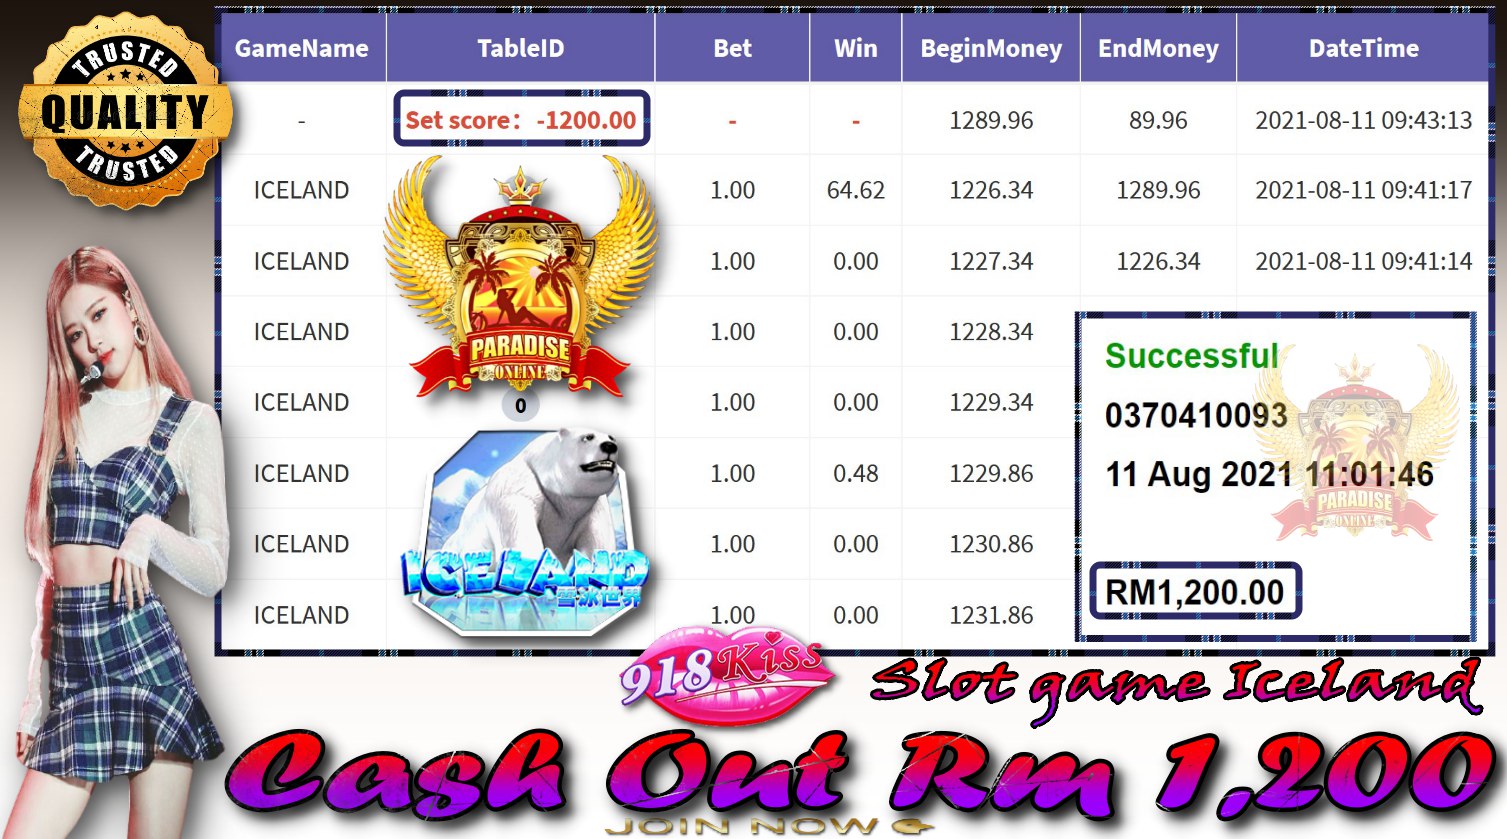 TRUSTED
QUALITY
TRUSTED
GameName TableID Bet Win BeginMoney EndMoney DateTime
- Set score：-1200.00 - - 1289.96 89.96 2021-08-11 09:43:13
ICELAND 1.00 64.62 1226.34 1289.96 2021-08-11 09:41:17
ICELAND 1.00 0.00 1227.34 1226.34 2021-08-11 09:41:14
ICELAND 1.00 0.00 1228.34
ICELAND 1.00 0.00 1229.34
ICELAND 1.00 0.48 1229.86
ICELAND 1.00 0.00 1230.86
ICELAND 1.00 0.00 1231.86
PARADISE
ONLINE
0
ICELAND
雪冰世界
Successful
0370410093
11 Aug 2021 11:01:46
PARADISE
ONLINE
RM1,200.00
918Kiss
Slot game Iceland
Cash Out Rm 1,200
JOIN NOW